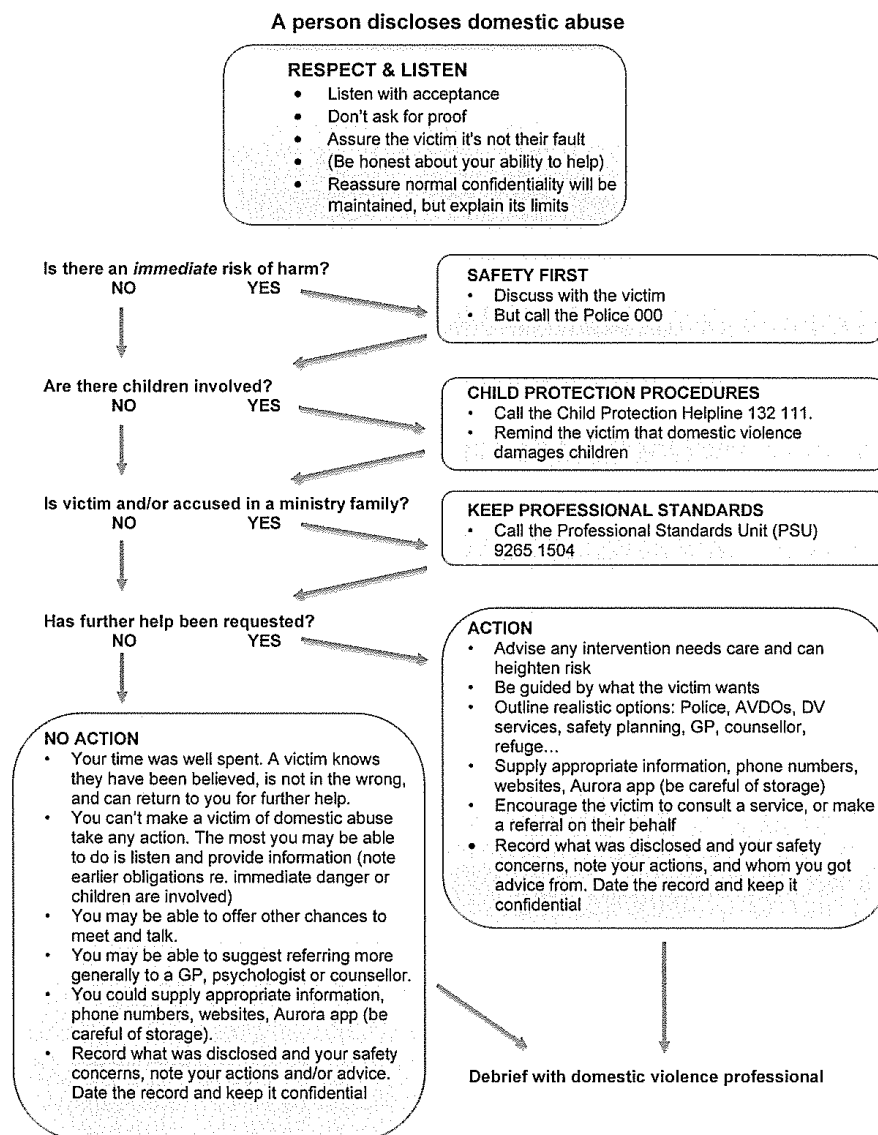 A person discloses domestic abuse
RESPECT & LISTEN
• Listen with acceptance
• Don't ask for proof
• Assure the victim it's not their fault
• (Be honest about your ability to help)
• Reassure normal confidentiality will be
maintained, but explain its limits
Is there an immediate risk of harm?
NO YES
SAFETY FIRST
• Discuss with the victim
• But call the Police 000
Are there children involved?
NO YES
CHILD PROTECTION PROCEDURES
• Call the Child Protection Helpline 132 111.
• Remind the victim that domestic violence
damages children
Is victim and/or accused in a ministry family?
NO YES
KEEP PROFESSIONAL STANDARDS
• Call the Professional Standards Unit (PSU)
9265 1504
Has further help been requested?
NO YES
ACTION
• Advise any intervention needs care and can
heighten risk
• Be guided by what the victim wants
• Outline realistic options: Police, AVDOs, DV
services, safety planning, GP, counsellor,
refuge...
• Supply appropriate information, phone numbers,
websites, Aurora app (be careful of storage)
• Encourage the victim to consult a service, or make
a referral on their behalf
• Record what was disclosed and your safety
concerns, note your actions, and whom you got
advice from. Date the record and keep it
confidential
NO ACTION
• Your time was well spent. A victim knows
they have been believed, is not in the wrong,
and can return to you for further help.
• You can't make a victim of domestic abuse
take any action. The most you may be able
to do is listen and provide information (note
earlier obligations re. immediate danger or
children are involved)
• You may be able to offer other chances to
meet and talk.
• You may be able to suggest referring more
generally to a GP, psychologist or counsellor.
• You could supply appropriate information,
phone numbers, websites, Aurora app (be
careful of storage).
• Record what was disclosed and your safety
concerns, note your actions and/or advice.
Date the record and keep it confidential
Debrief with domestic violence professional